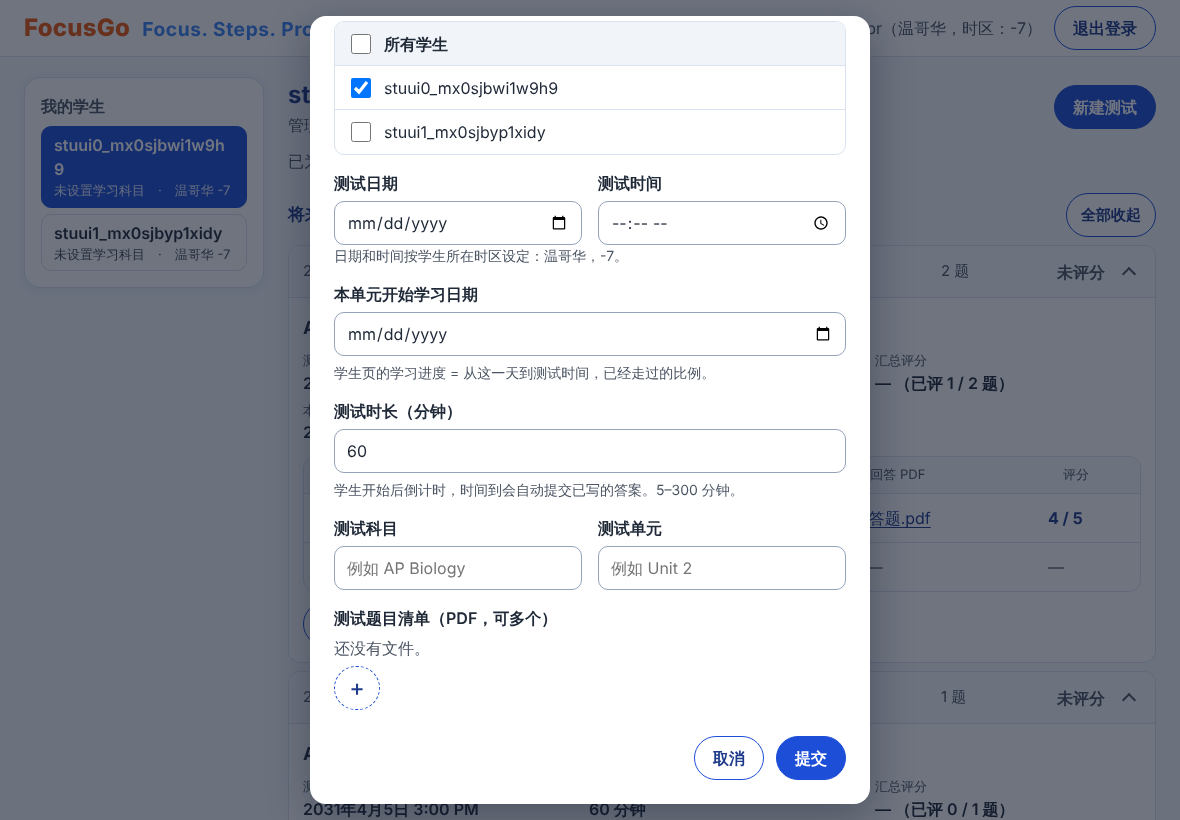 FocusGo Focus. Steps. Pro
or（温哥华，时区：-7） 退出登录
我的学生
stuui0_mx0sjbwi1w9h
9
未设置学习科目 · 温哥华 -7
stuui1_mx0sjbyp1xidy
未设置学习科目 · 温哥华 -7
st
管理
已为
新建测试
将来
全部收起
2 题 未评分
汇总评分
— （已评 1 / 2 题）
回答 PDF 评分
答题.pdf 4 / 5
— —
1 题 未评分
汇总评分
2031年4月5日 3:00 PM 60 分钟 — （已评 0 / 1 题）
所有学生
stuui0_mx0sjbwi1w9h9
stuui1_mx0sjbyp1xidy
测试日期 测试时间
mm/dd/yyyy --:-- --
日期和时间按学生所在时区设定：温哥华，-7。
本单元开始学习日期
mm/dd/yyyy
学生页的学习进度 = 从这一天到测试时间，已经走过的比例。
测试时长（分钟）
60
学生开始后倒计时，时间到会自动提交已写的答案。5–300 分钟。
测试科目 测试单元
例如 AP Biology 例如 Unit 2
测试题目清单（PDF，可多个）
还没有文件。
+
取消 提交